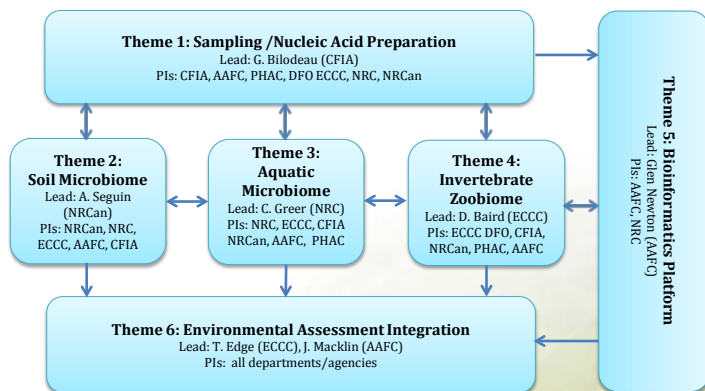 Theme 1: Sampling /Nucleic Acid Preparation
Lead: G. Bilodeau (CFIA)
PIs: CFIA, AAFC, PHAC, DFO ECCC, NRC, NRCan
Theme 2:
Soil Microbiome
Lead: A. Seguin
(NRCan)
PIs: NRCan, NRC,
ECCC, AAFC, CFIA
Theme 3:
Aquatic
Microbiome
Lead: C. Greer (NRC)
PIs: NRC, ECCC, CFIA
NRCan, AAFC, PHAC
Theme 4:
Invertebrate
Zoobiome
Lead: D. Baird (ECCC)
PIs: ECCC DFO, CFIA,
NRCan, PHAC, AAFC
Theme 5: Bioinformatics Platform
Lead: Glen Newton (AAFC)
PIs: AAFC, NRC
Theme 6: Environmental Assessment Integration
Lead: T. Edge (ECCC), J. Macklin (AAFC)
PIs: all departments/agencies